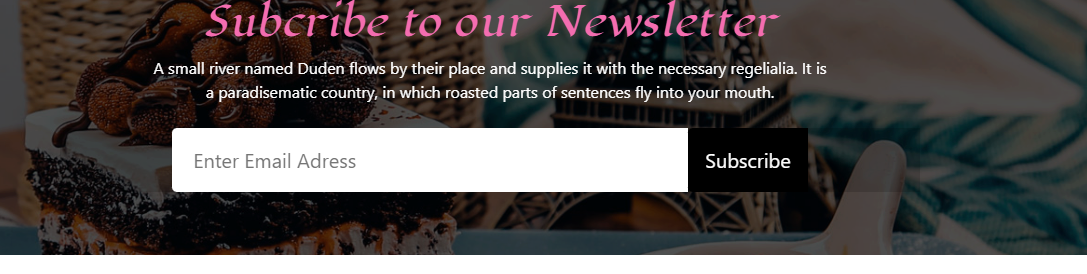 Subcribe to our Newsletter
A small river named Duden flows by their place and supplies it with the necessary regelialia. It is
a paradisematic country, in which roasted parts of sentences fly into your mouth.
Enter Email Adress
Subscribe